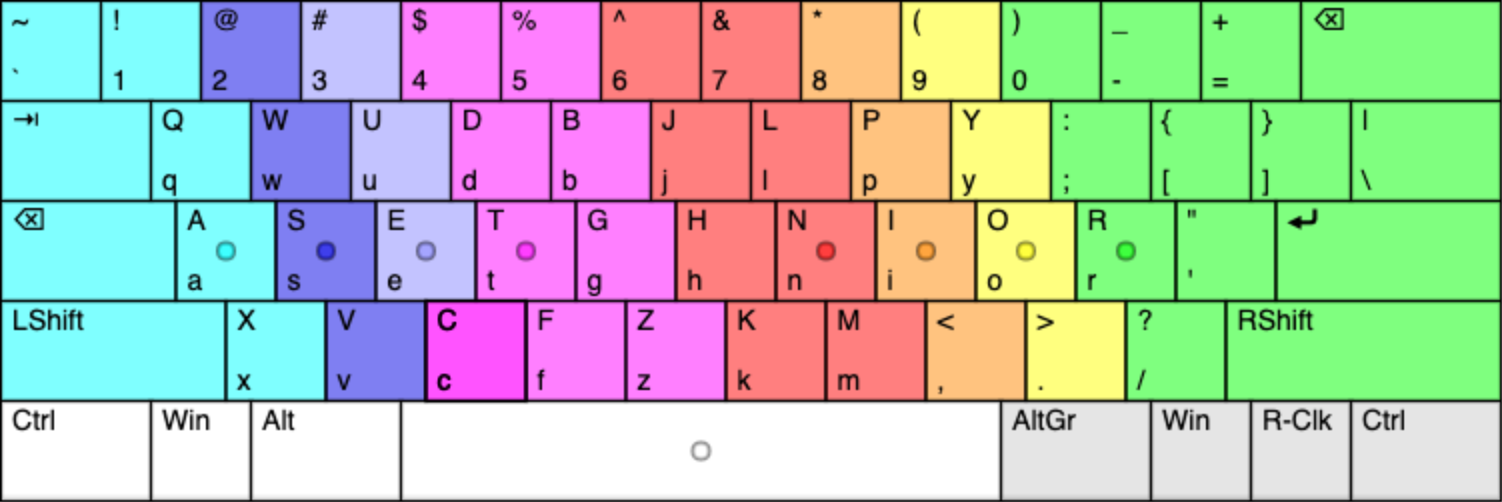 ~ ! @ # $ % ^ & * ( ) _ + ⌫
` 1 2 3 4 5 6 7 8 9 0 - =
⇥ Q W U D B J L P Y : { } |
q w u d b j l p y ; [ ] \
⌫ A S E T G H N I O R " ↵
a s e t g h n i o r '
LShift X V C F Z K M < > ? RShift
x v c f z k m , . /
Ctrl Win Alt AltGr Win R-Clk Ctrl